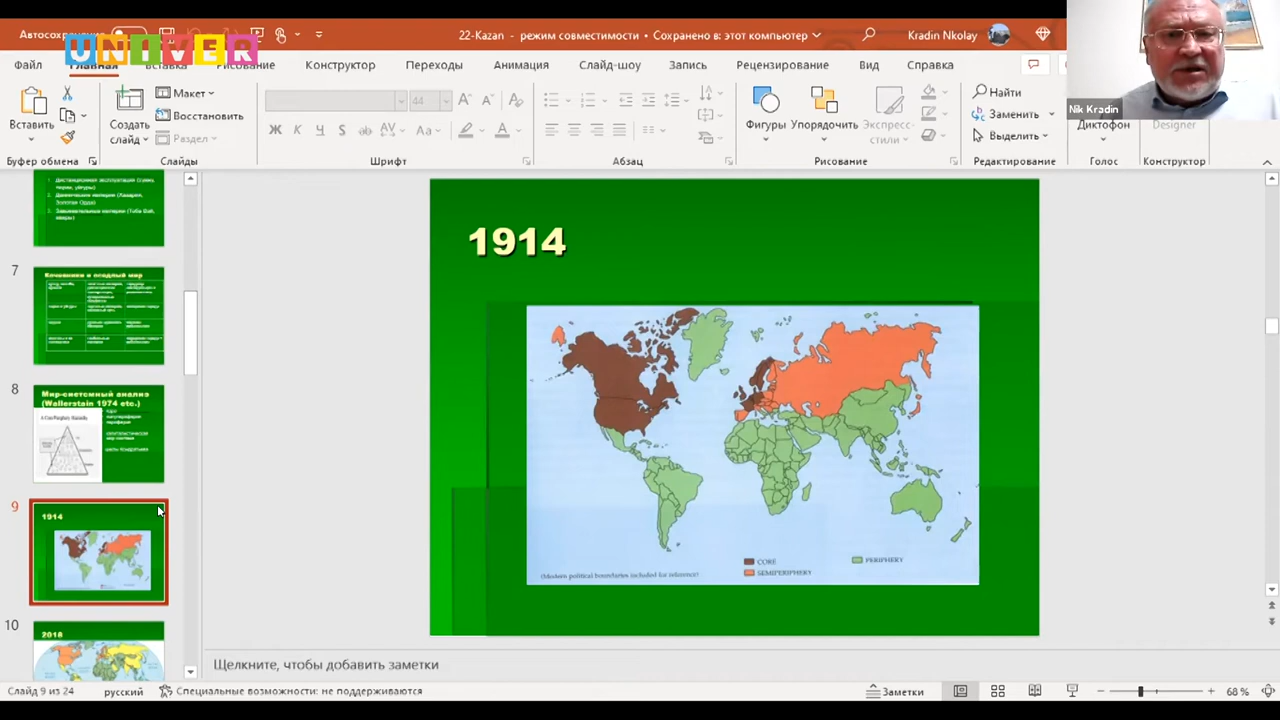 Автосохранение
22-Kazan - режим совместимости • Сохранено в: этот компьютер
Kradin Nkolay
UNIVER
Файл
Главная
Вставка
Рисование
Конструктор
Переходы
Анимация
Слайд-шоу
Запись
Рецензирование
Вид
Справка
Nik Kradin
Вставить
Создать
слайд
Макет
Восстановить
Раздел
44
Ж
Aa
Фигуры
Упорядочить
Экспресс-
стили
Найти
Заменить
Выделить
Диктофон
Designer
Буфер обмена
Слайды
Шрифт
Абзац
Рисование
Редактирование
Голос
Конструктор
7
Кочевники и оседлый мир
8
Мир-системный анализ
(Wallerstain 1974 etc.)
9
1914
10
2018
1914
(Modern political boundaries included for reference)
CORE
SEMIPERIPHERY
PERIPHERY
Щелкните, чтобы добавить заметки
Слайд 9 из 24
русский
Специальные возможности: не поддерживаются
Заметки
68 %